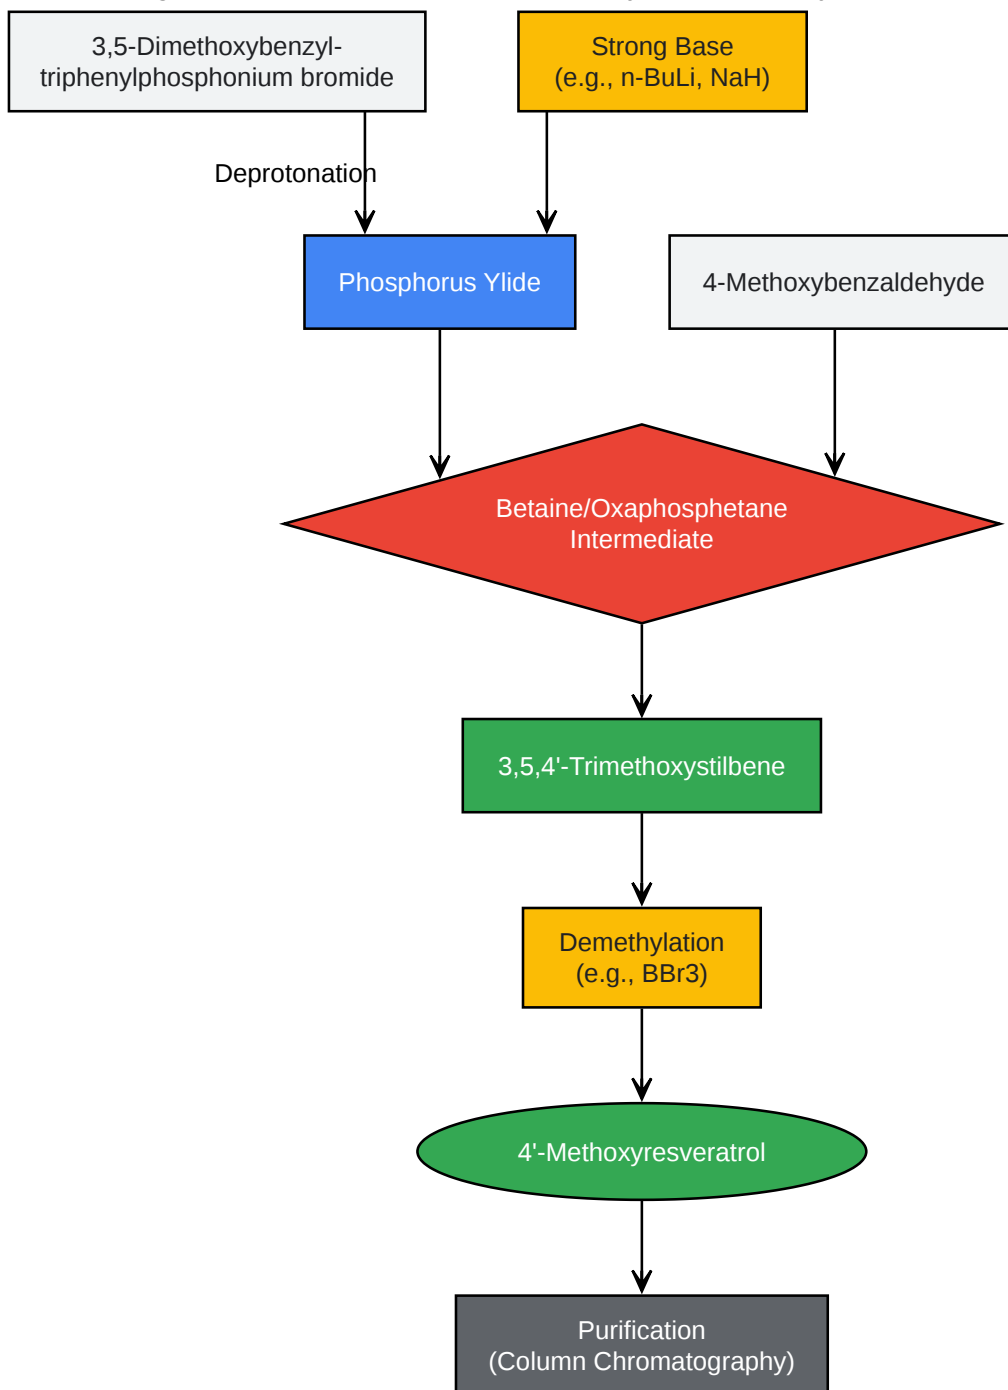 3,5-Dimethoxybenzyl-
triphenylphosphonium bromide
Strong Base
(e.g., n-BuLi, NaH)
Deprotonation
Phosphorus Ylide
4-Methoxybenzaldehyde
Betaine/Oxaphosphetane
Intermediate
3,5,4'-Trimethoxystilbene
Demethylation
(e.g., BBr3)
4'-Methoxyresveratrol
Purification
(Column Chromatography)